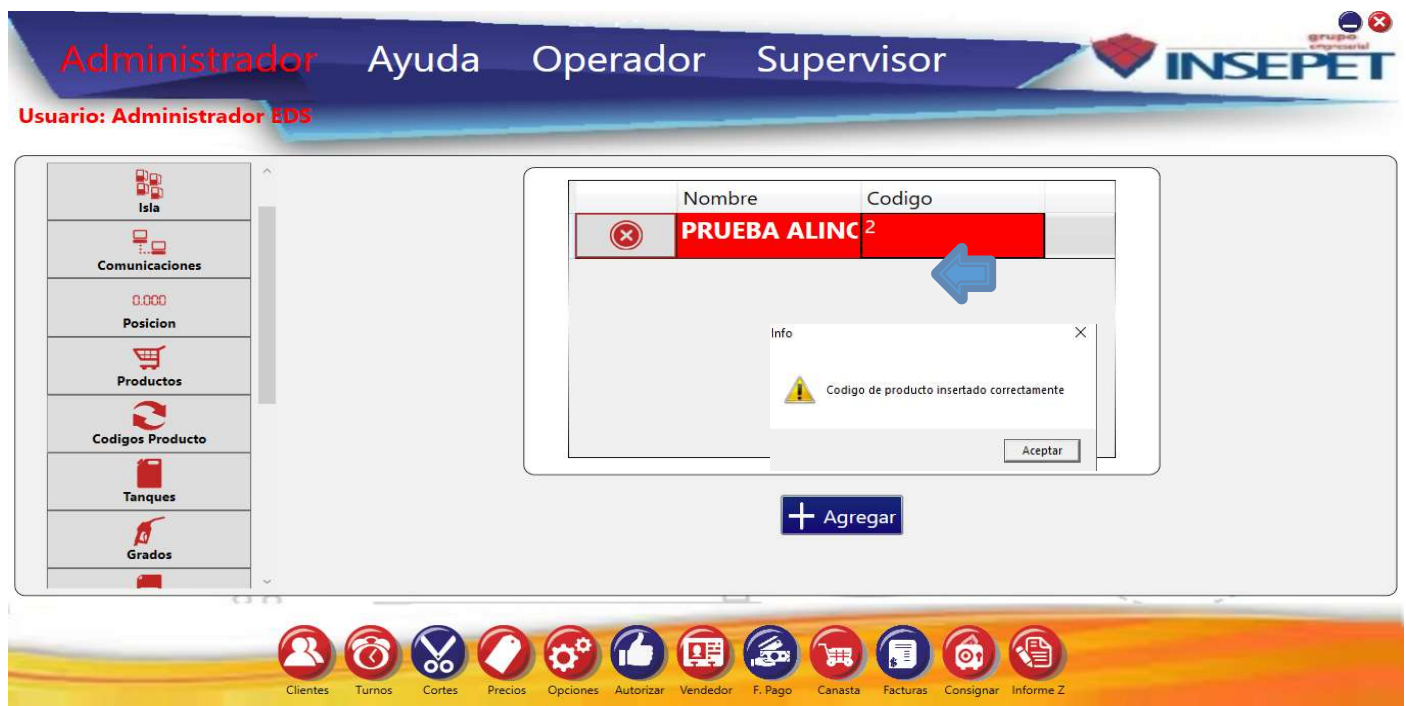 Administrador Ayuda Operador Supervisor
grupo
empresarial
INSEPET
Usuario: Administrador EDS
Isla
Comunicaciones
0.000
Posicion
Productos
Codigos Producto
Tanques
Grados
Nombre Codigo
PRUEBA ALINC 2
Info
Codigo de producto insertado correctamente
Aceptar
Agregar
Clientes Turnos Cortes Precios Opciones Autorizar Vendedor F. Pago Canasta Facturas Consignar Informe Z